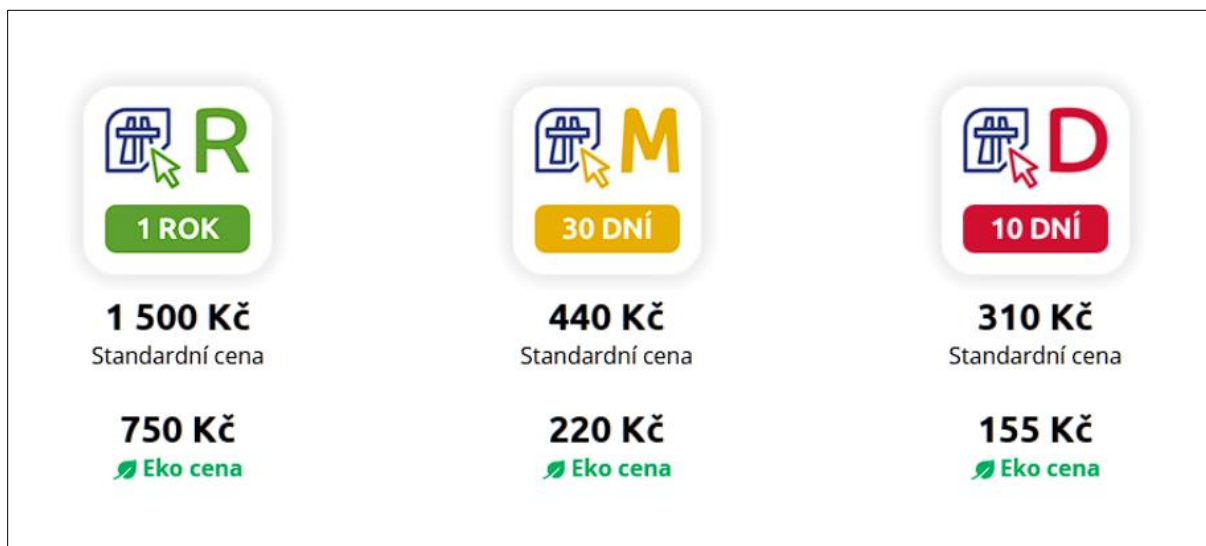 R
1 ROK
1 500 Kč
Standardní cena
750 Kč
Eko cena
M
30 DNÍ
440 Kč
Standardní cena
220 Kč
Eko cena
D
10 DNÍ
310 Kč
Standardní cena
155 Kč
Eko cena